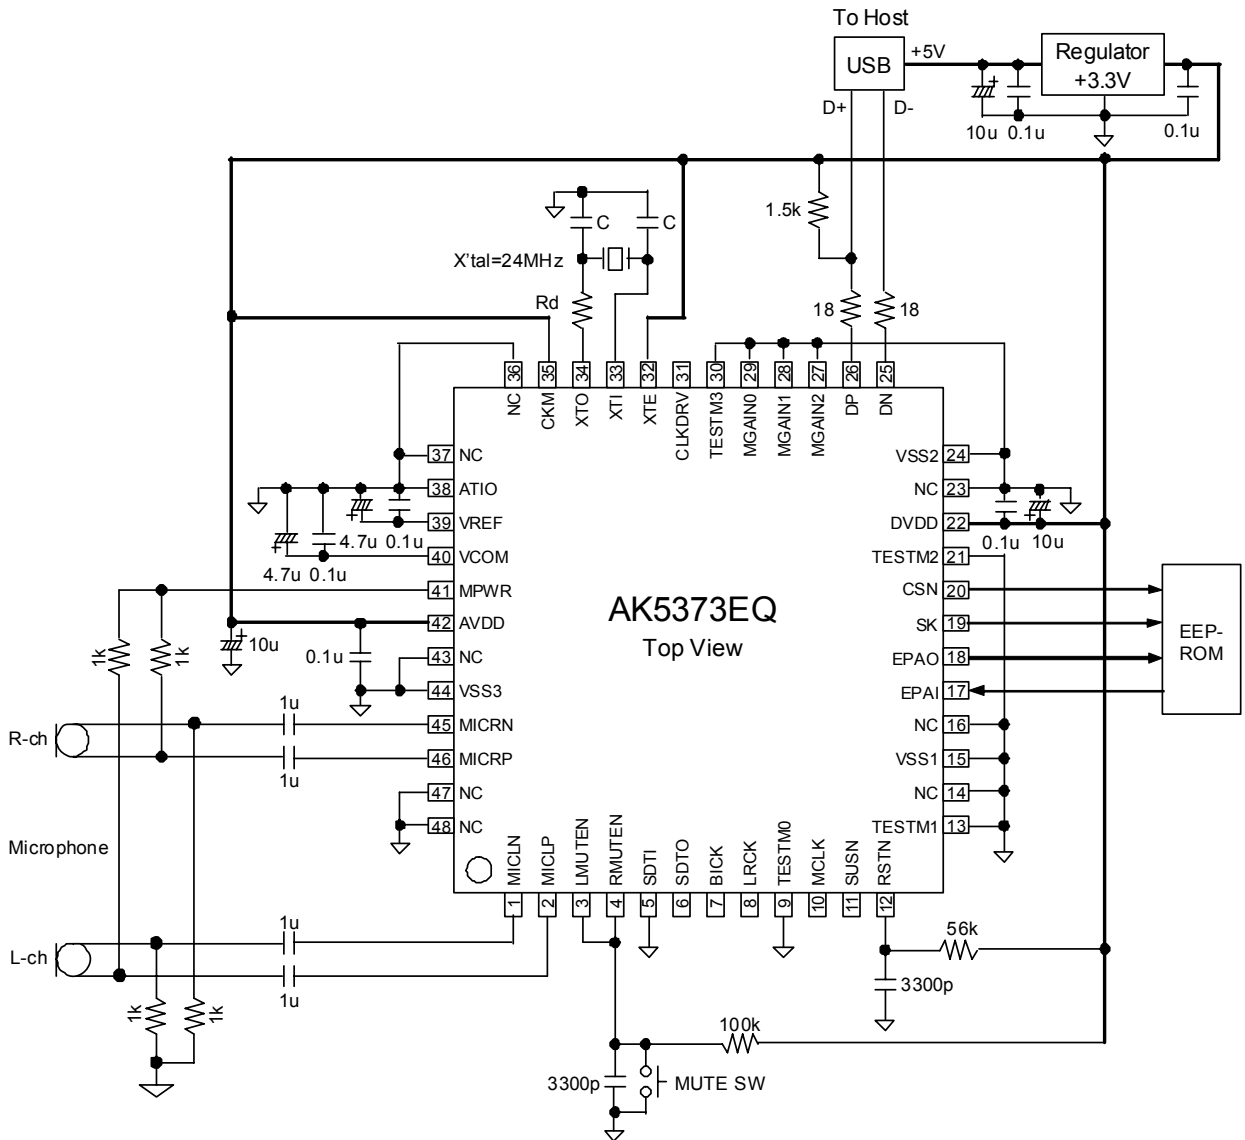 To Host
USB
+5V
Regulator
+3.3V
D+
D-
10u
0.1u
0.1u
1.5k
C
C
X'tal=24MHz
Rd
18
18
36
35
34
33
32
31
30
29
28
27
26
25
NC
CKM
XTO
XTI
XTE
CLKDRV
TESTM3
MGAIN0
MGAIN1
MGAIN2
DP
DN
37 NC
38 ATIO
39 VREF
40 VCOM
41 MPWR
42 AVDD
43 NC
44 VSS3
45 MICRN
46 MICRP
47 NC
48 NC
4.7u
0.1u
4.7u
0.1u
10u
0.1u
1k
1k
AK5373EQ
Top View
VSS2 24
NC 23
DVDD 22
TESTM2 21
CSN 20
SK 19
EPAO 18
EPAI 17
NC 16
VSS1 15
NC 14
TESTM1 13
0.1u
10u
EEP-
ROM
R-ch
1u
1u
Microphone
L-ch
1u
1u
1k
1k
MICLN
MICLP
LMUTEN
RMUTEN
SDTI
SDTO
BICK
LRCK
TESTM0
MCLK
SUSN
RSTN
1
2
3
4
5
6
7
8
9
10
11
12
56k
3300p
100k
3300p
MUTE SW